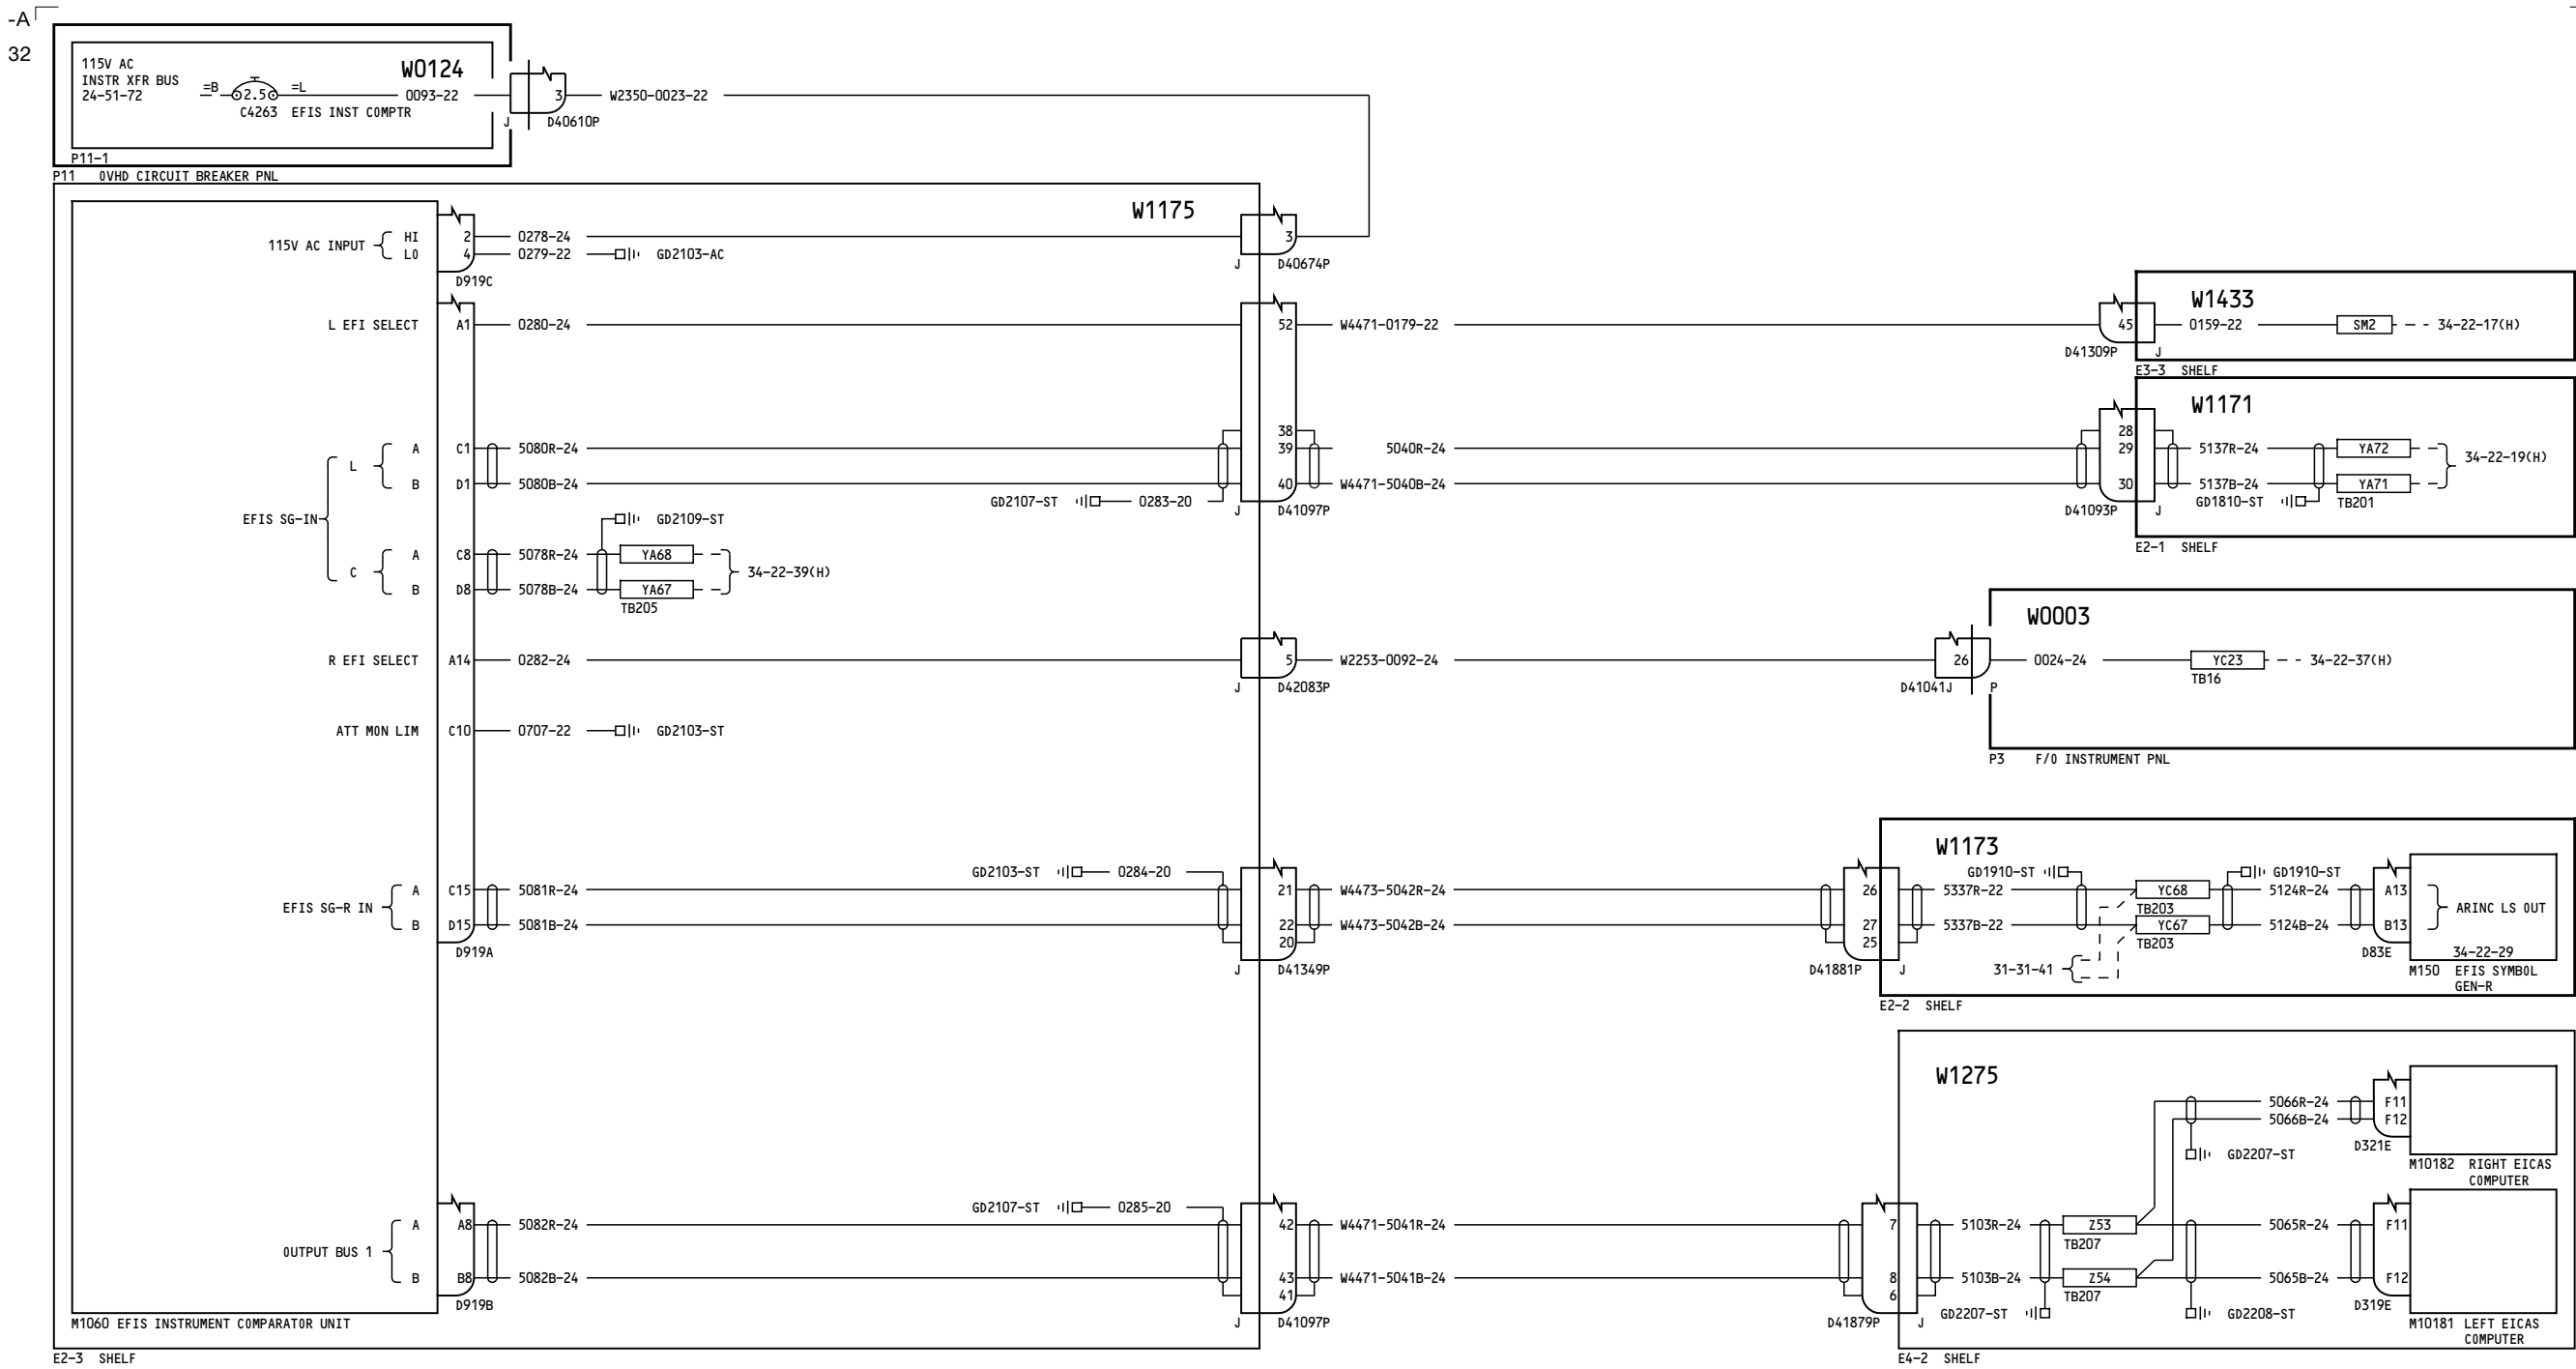 -A
32
115V AC
INSTR XFR BUS
24-51-72
=B
2.5
=L
C4263 EFIS INST COMPTR
W0124
0093-22
3
J
D40610P
W2350-0023-22
P11-1
P11 OVHD CIRCUIT BREAKER PNL
W1175
115V AC INPUT
HI
LO
2
4
0278-24
0279-22
GD2103-AC
D919C
3
J
D40674P
L EFI SELECT
A1
0280-24
52
W4471-0179-22
45
D41309P
J
W1433
0159-22
SM2
34-22-17(H)
E3-3 SHELF
EFIS SG-IN
L
A
B
C1
D1
5080R-24
5080B-24
GD2107-ST
0283-20
38
39
40
J
D41097P
5040R-24
W4471-5040B-24
28
29
30
D41093P
J
W1171
5137R-24
5137B-24
GD1810-ST
YA72
YA71
TB201
34-22-19(H)
E2-1 SHELF
C
A
B
C8
D8
5078R-24
5078B-24
GD2109-ST
YA68
YA67
TB205
34-22-39(H)
R EFI SELECT
A14
0282-24
5
J
D42083P
W2253-0092-24
26
D41041J
P
W0003
0024-24
YC23
TB16
34-22-37(H)
P3 F/O INSTRUMENT PNL
ATT MON LIM
C10
0707-22
GD2103-ST
EFIS SG-R IN
A
B
C15
D15
D919A
5081R-24
5081B-24
GD2103-ST
0284-20
21
22
20
J
D41349P
W4473-5042R-24
W4473-5042B-24
26
27
25
D41881P
J
W1173
GD1910-ST
5337R-22
5337B-22
31-31-41
YC68
TB203
YC67
TB203
GD1910-ST
5124R-24
5124B-24
A13
B13
D83E
ARINC LS OUT
34-22-29
M150 EFIS SYMBOL
GEN-R
E2-2 SHELF
OUTPUT BUS 1
A
B
A8
B8
D919B
5082R-24
5082B-24
GD2107-ST
0285-20
42
43
41
J
D41097P
W4471-5041R-24
W4471-5041B-24
7
8
6
D41879P
J
W1275
5103R-24
5103B-24
GD2207-ST
Z53
TB207
Z54
TB207
5066R-24
5066B-24
GD2207-ST
F11
F12
D321E
M10182 RIGHT EICAS
COMPUTER
5065R-24
5065B-24
GD2208-ST
F11
F12
D319E
M10181 LEFT EICAS
COMPUTER
M1060 EFIS INSTRUMENT COMPARATOR UNIT
E2-3 SHELF
E4-2 SHELF